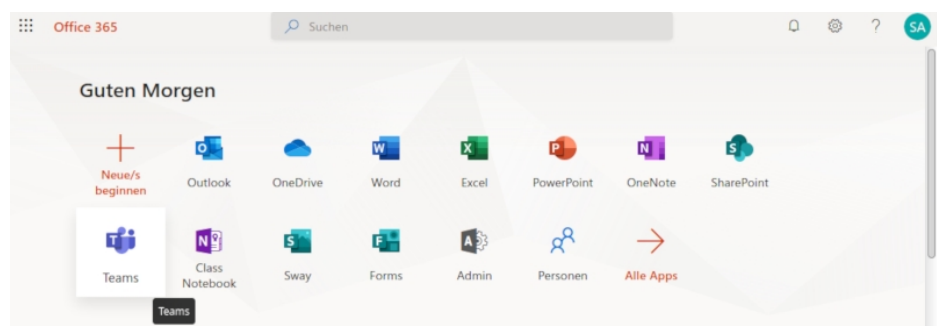 Office 365
Suchen
SA
Guten Morgen
Neue/s
beginnen
Outlook
OneDrive
Word
Excel
PowerPoint
OneNote
SharePoint
Teams
Class
Notebook
Sway
Forms
Admin
Personen
Alle Apps
Teams